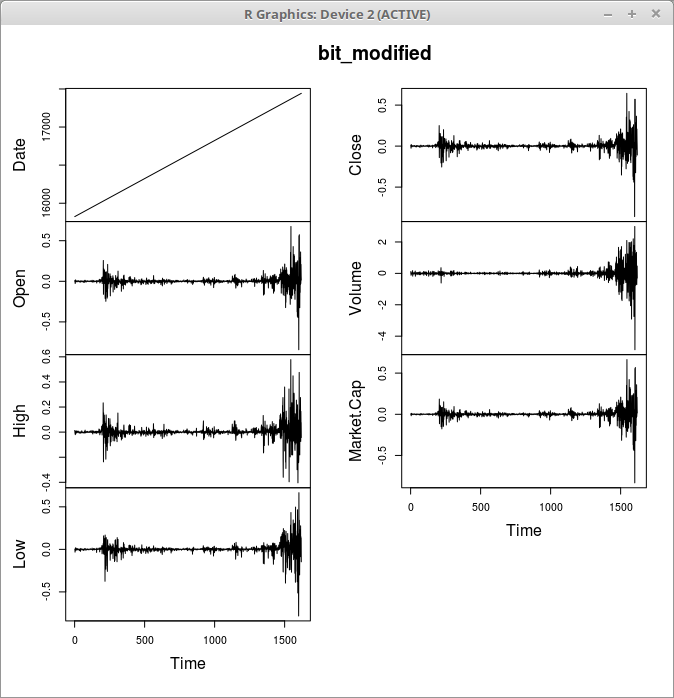 R Graphics: Device 2 (ACTIVE)
bit_modified
Date
16000
17000
Open
-0.5
0.0
0.5
High
-0.4
0.0
0.2
0.4
0.6
Low
-0.5
0.0
0.5
0
500
1000
1500
Time
Close
-0.5
0.0
0.5
Volume
-4
-2
0
2
Market.Cap
-0.5
0.0
0.5
0
500
1000
1500
Time